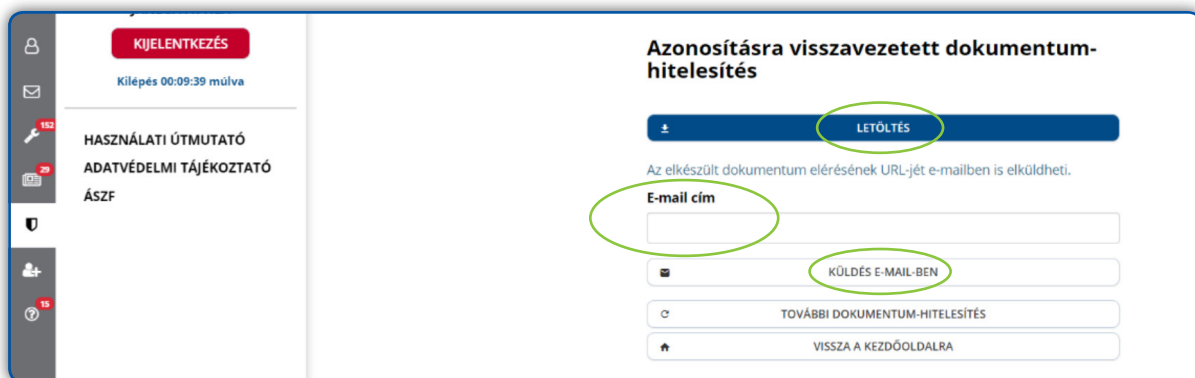 KIJELENTKEZÉS
Kilépés 00:09:39 múlva
152
29
15
HASZNÁLATI ÚTMUTATÓ
ADATVÉDELMI TÁJÉKOZTATÓ
ÁSZF
Azonosításra visszavezetett dokumentum-
hitelesítés
LETÖLTÉS
Az elkészült dokumentum elérésének URL-jét e-mailben is elküldheti.
E-mail cím
KÜLDÉS E-MAIL-BEN
TOVÁBBI DOKUMENTUM-HITELESÍTÉS
VISSZA A KEZDŐOLDALRA